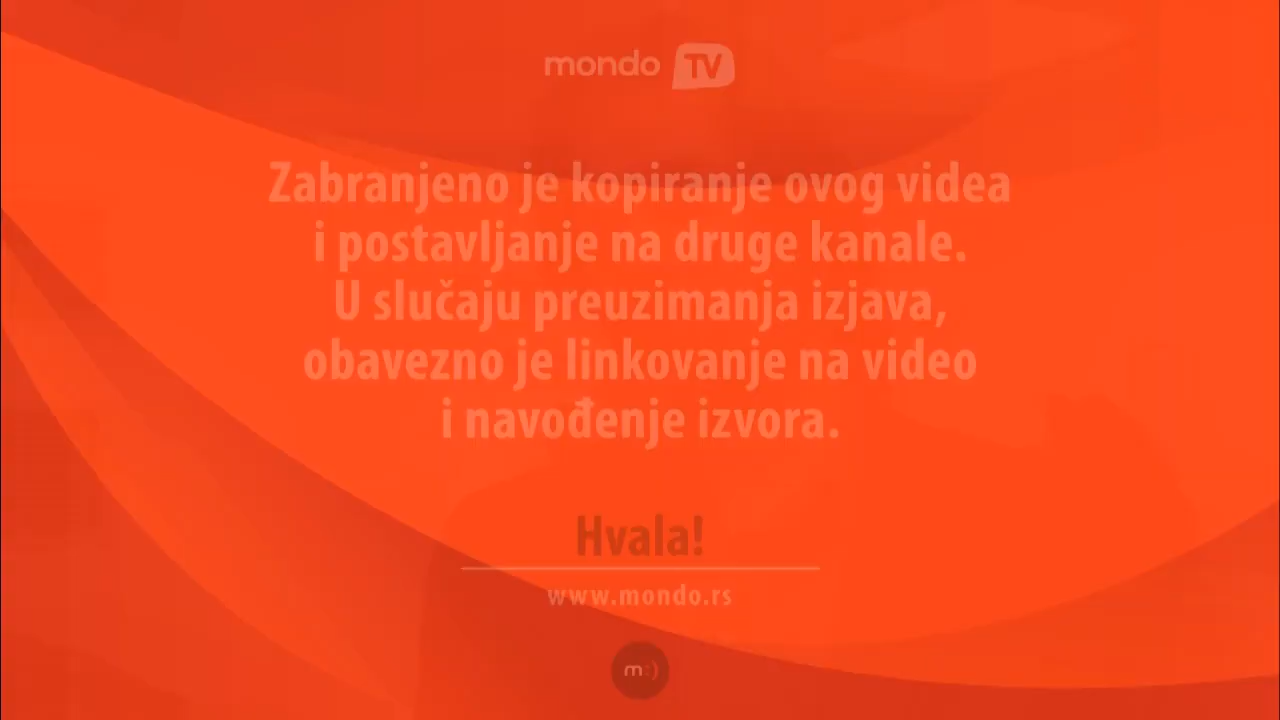 mondo TV
Zabranjeno je kopiranje ovog videa
i postavljanje na druge kanale.
U slučaju preuzimanja izjava,
obavezno je linkovanje na video
i navođenje izvora.
Hvala!
www.mondo.rs
m:)